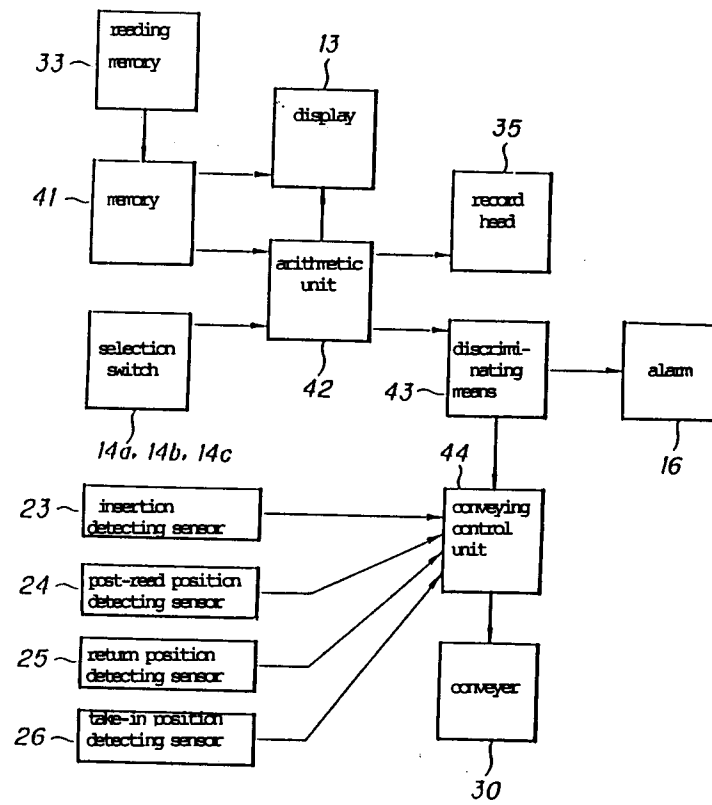 reading
memory
33
13
display
35
record
head
41
memory
arithmetic
unit
42
selection
switch
14a, 14b, 14c
discrimi-
nating
means
43
alarm
16
44
conveying
control
unit
23
insertion
detecting sensor
24
post-read position
detecting sensor
25
return position
detecting sensor
26
take-in position
detecting sensor
conveyer
30